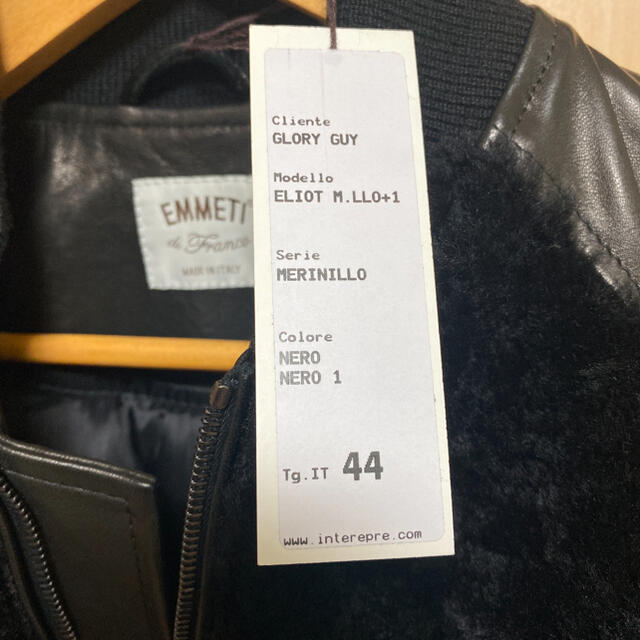 EMMETI
di Franco
MADE IN ITALY
Cliente
GLORY GUY
Modello
ELIOT M.LLO+1
Serie
MERINILLO
Colore
NERO
NERO 1
Tg.IT 44
www.interepre.com